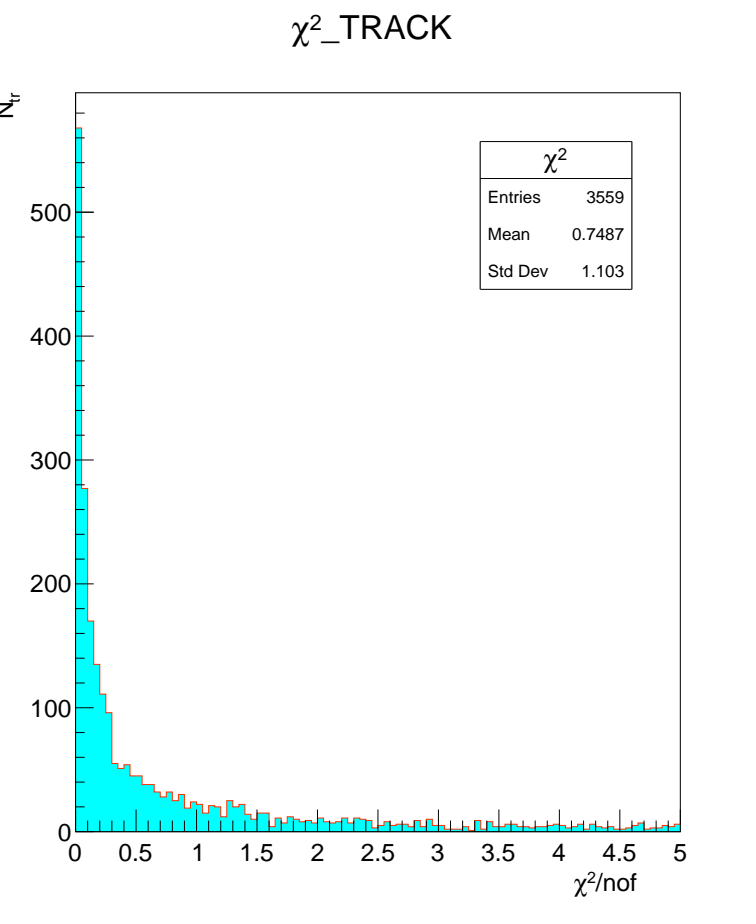 χ²_TRACK
N_tr
χ²
Entries 3559
Mean 0.7487
Std Dev 1.103
500
400
300
200
100
0
0 0.5 1 1.5 2 2.5 3 3.5 4 4.5 5
χ²/nof